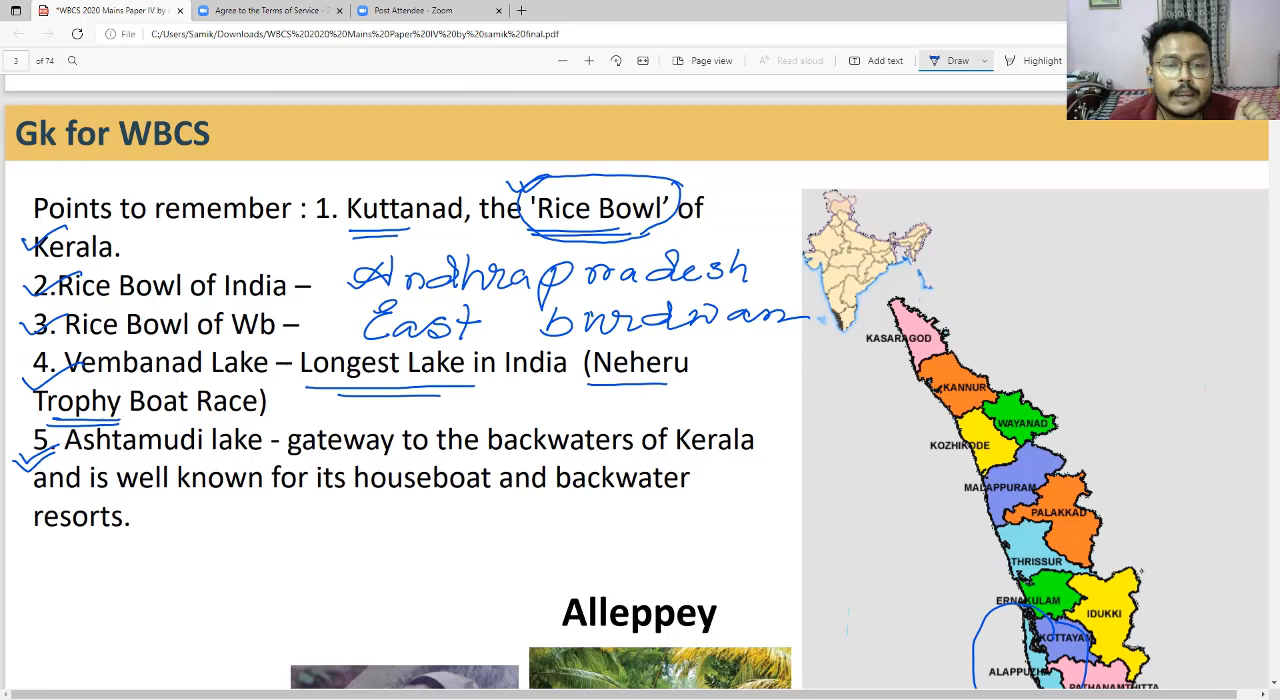 *WBCS 2020 Mains Paper IV by s
Agree to the Terms of Service - Z
Post Attendee - Zoom
File
C:/Users/Samik/Downloads/WBCS%202020%20Mains%20Paper%20IV%20by%20samik%20final.pdf
3 of 74
Page view
Read aloud
Add text
Draw
Highlight
Gk for WBCS
Points to remember : 1. Kuttanad, the 'Rice Bowl’ of
Kerala.
2.Rice Bowl of India – Andhra pradesh
3. Rice Bowl of Wb – East burdwan
4. Vembanad Lake – Longest Lake in India (Neheru
Trophy Boat Race)
5. Ashtamudi lake - gateway to the backwaters of Kerala
and is well known for its houseboat and backwater
resorts.
Alleppey
KASARAGOD
KANNUR
WAYANAD
KOZHIKODE
MALAPPURAM
PALAKKAD
THRISSUR
ERNAKULAM
IDUKKI
KOTTAYAM
ALAPPUZHA
PATHANAMTHITTA